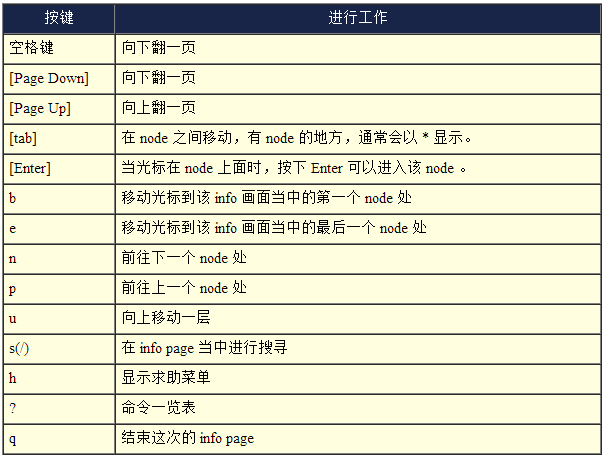 按键 进行工作
空格键 向下翻一页
[Page Down] 向下翻一页
[Page Up] 向上翻一页
[tab] 在 node 之间移动，有 node 的地方，通常会以 * 显示。
[Enter] 当光标在 node 上面时，按下 Enter 可以进入该 node 。
b 移动光标到该 info 画面当中的第一个 node 处
e 移动光标到该 info 画面当中的最后一个 node 处
n 前往下一个 node 处
p 前往上一个 node 处
u 向上移动一层
s(/) 在 info page 当中进行搜寻
h 显示求助菜单
? 命令一览表
q 结束这次的 info page